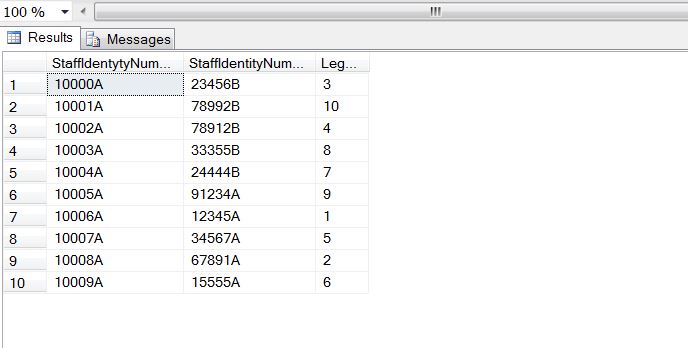 100 %
Results Messages
StaffIdentytyNum... StaffIdentityNum... Leg...
1 10000A 23456B 3
2 10001A 78992B 10
3 10002A 78912B 4
4 10003A 33355B 8
5 10004A 24444B 7
6 10005A 91234A 9
7 10006A 12345A 1
8 10007A 34567A 5
9 10008A 67891A 2
10 10009A 15555A 6